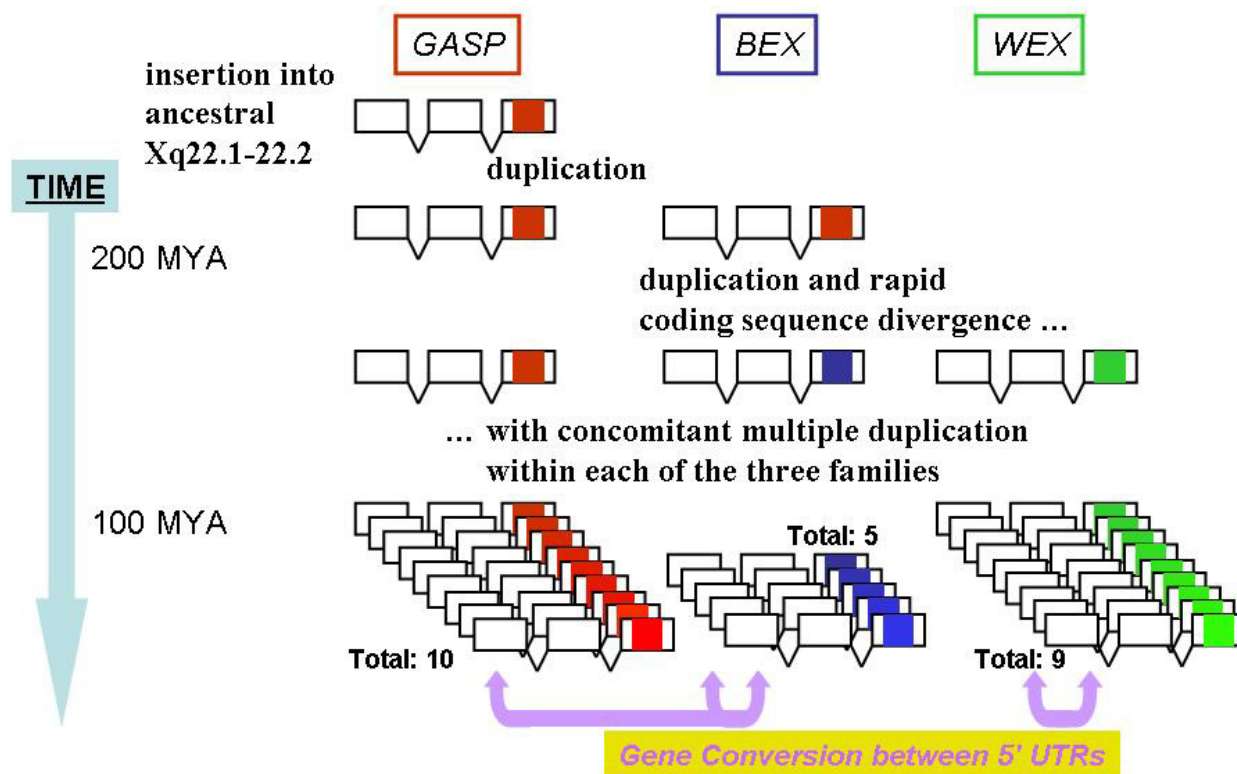 GASP
BEX
WEX
insertion into
ancestral
Xq22.1-22.2
duplication
TIME
200 MYA
duplication and rapid
coding sequence divergence ...
... with concomitant multiple duplication
within each of the three families
100 MYA
Total: 5
Total: 10
Total: 9
Gene Conversion between 5' UTRs